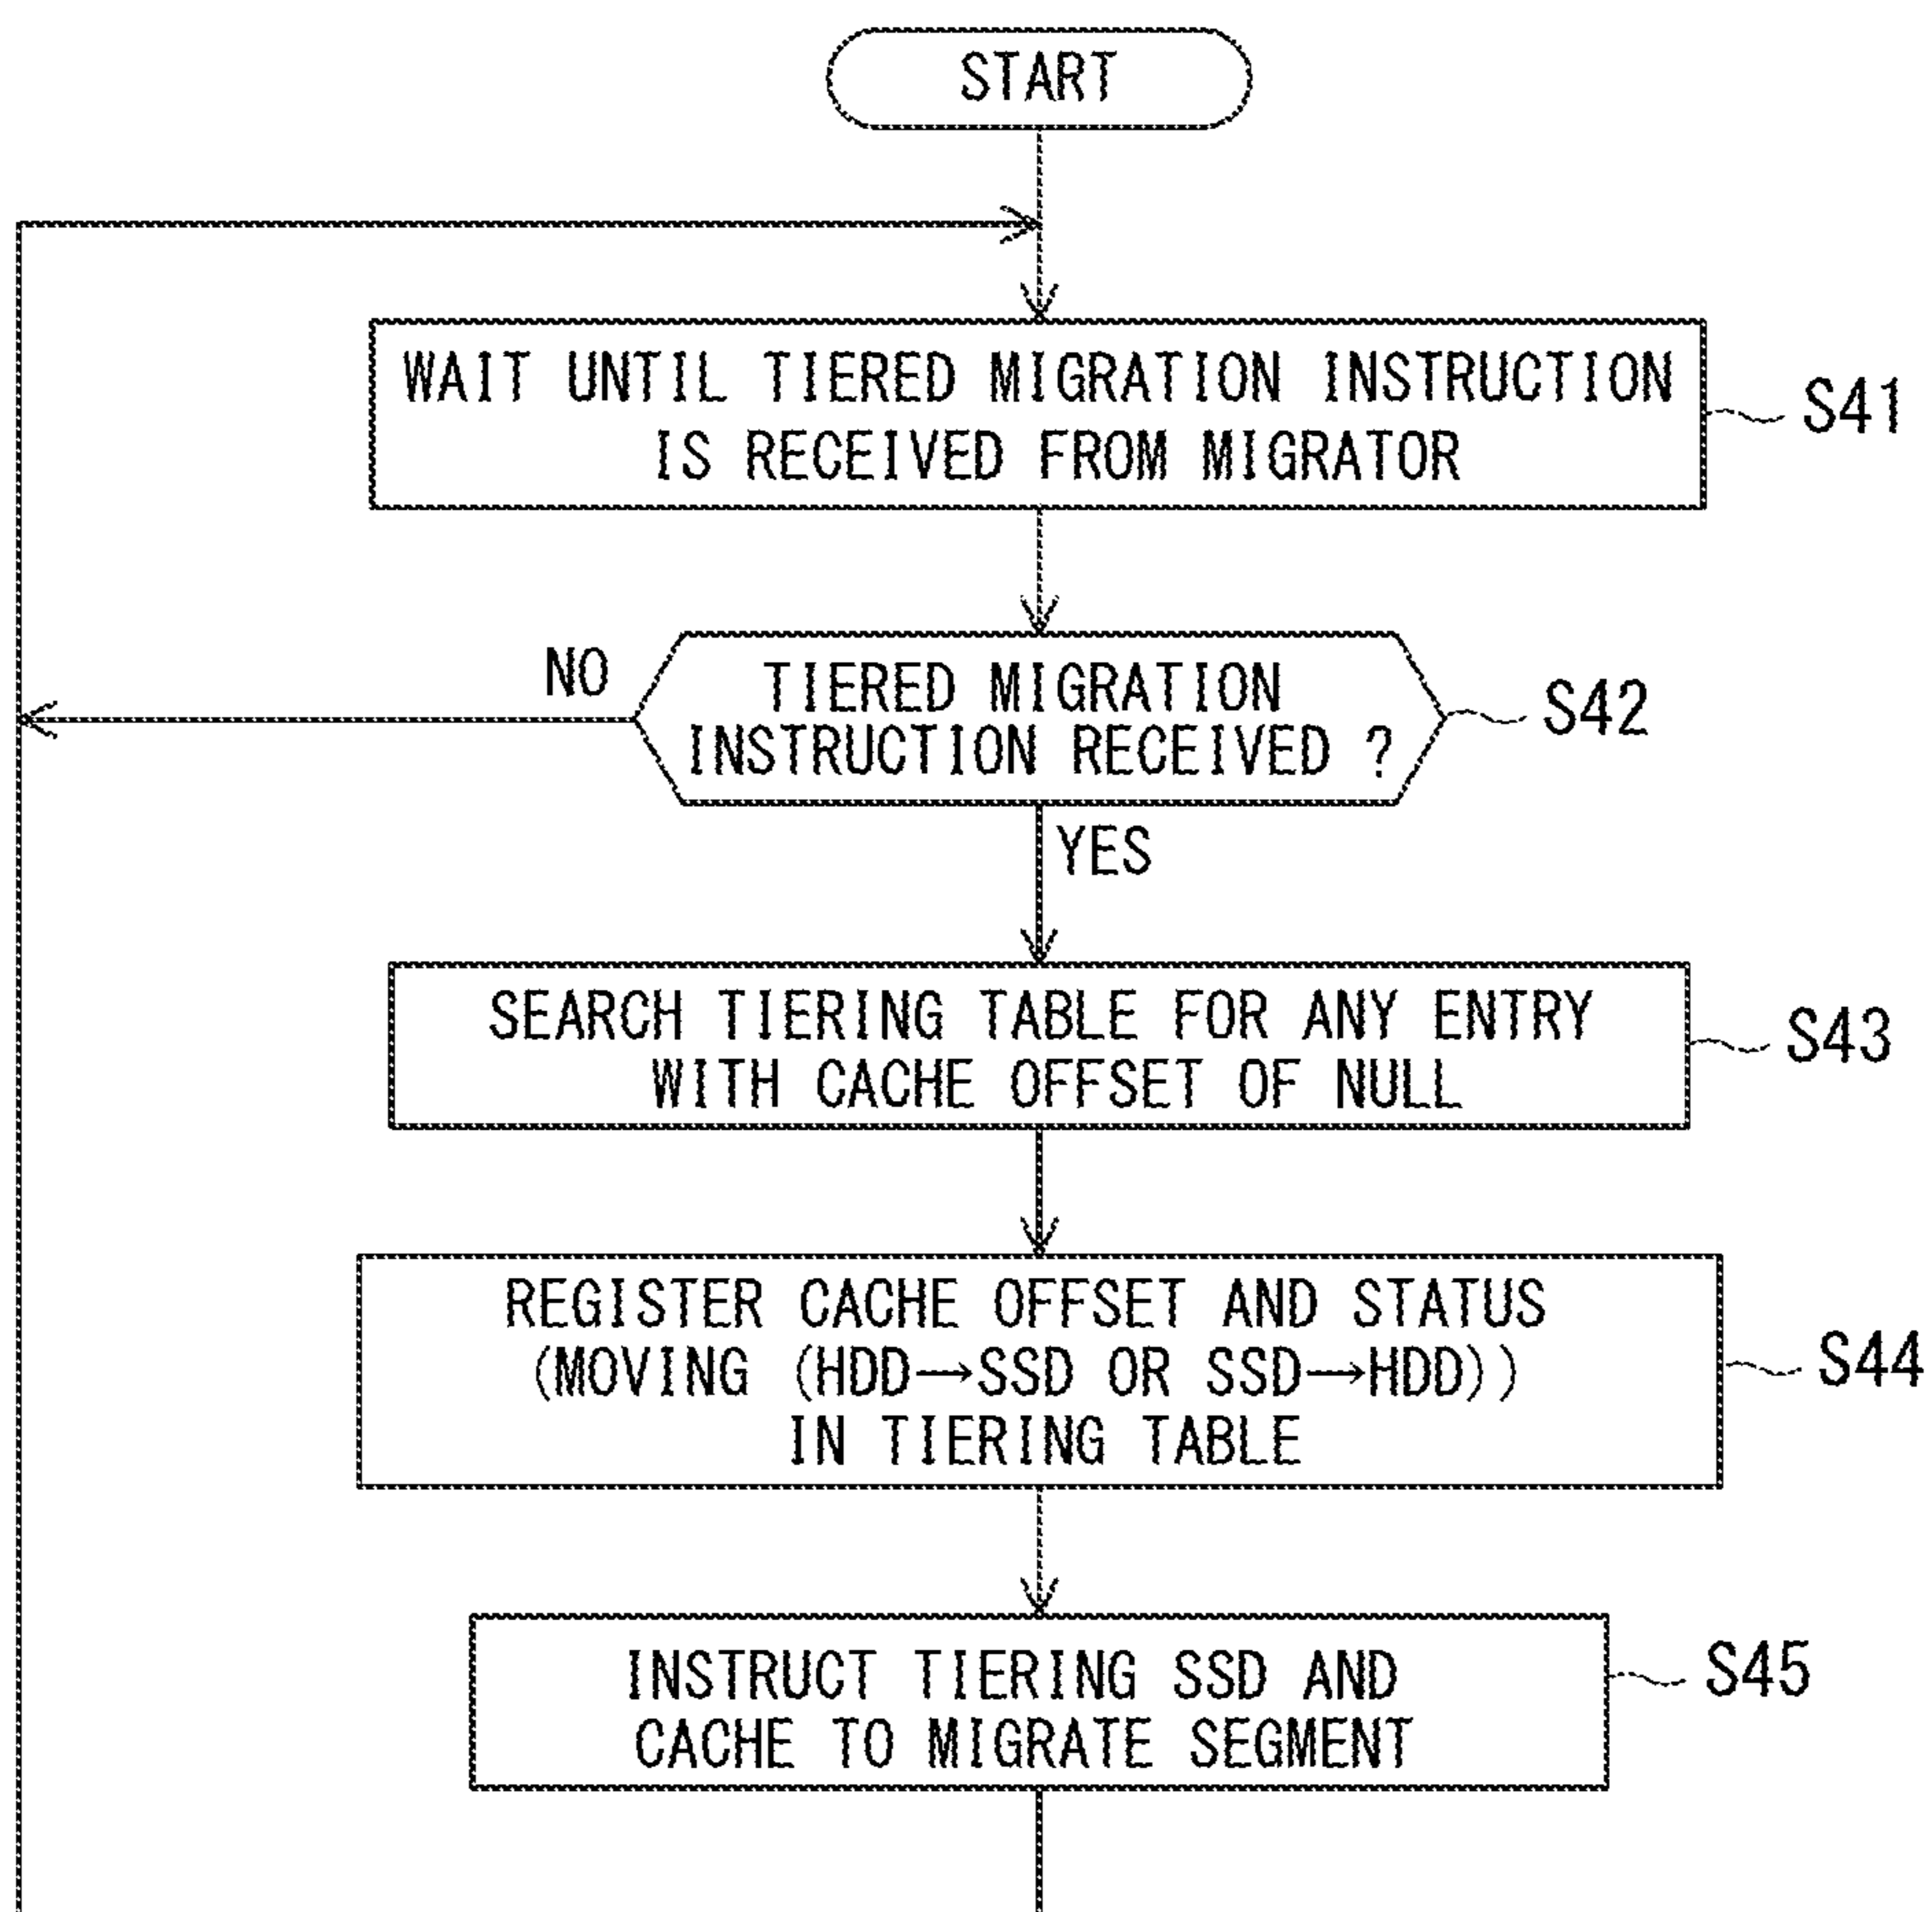 START
WAIT UNTIL TIERED MIGRATION INSTRUCTION
IS RECEIVED FROM MIGRATOR
S41
NO
TIERED MIGRATION
INSTRUCTION RECEIVED ?
S42
YES
SEARCH TIERING TABLE FOR ANY ENTRY
WITH CACHE OFFSET OF NULL
S43
REGISTER CACHE OFFSET AND STATUS
(MOVING (HDD→SSD OR SSD→HDD))
IN TIERING TABLE
S44
INSTRUCT TIERING SSD AND
CACHE TO MIGRATE SEGMENT
S45